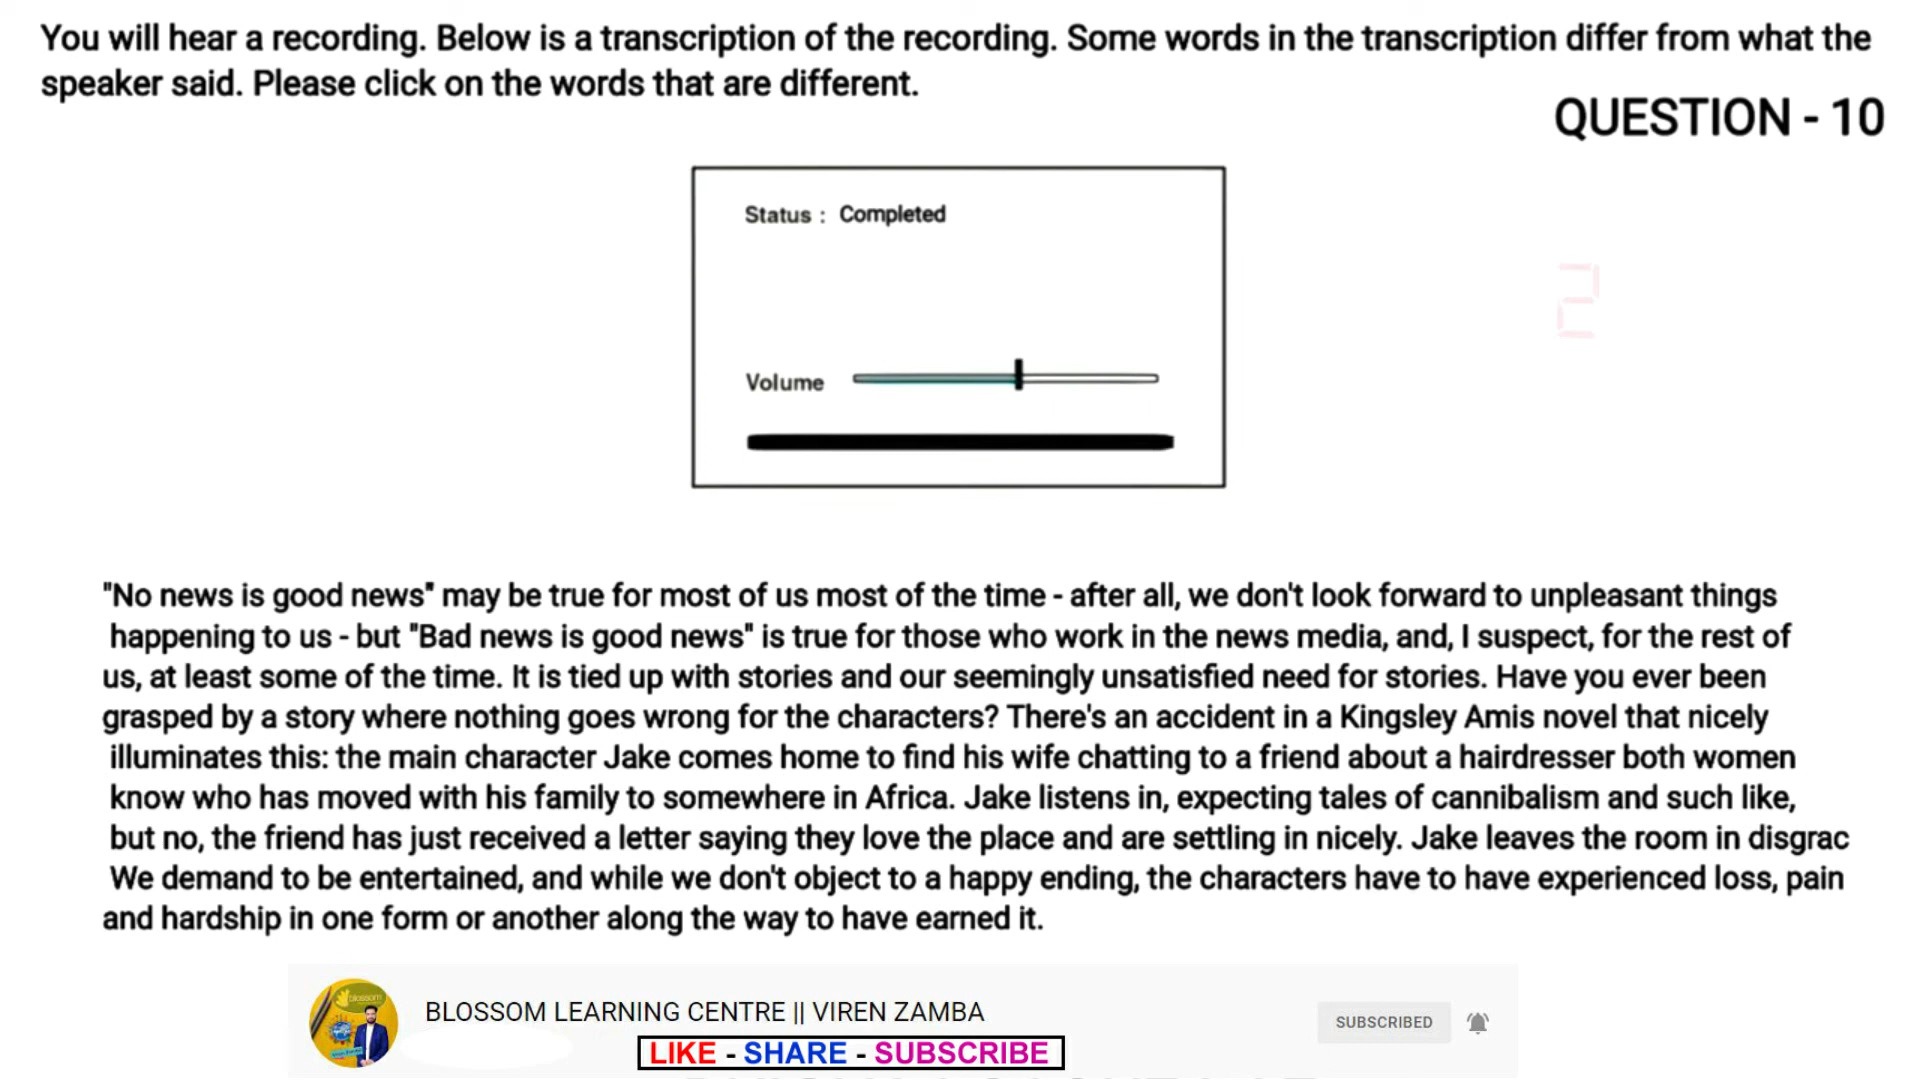 You will hear a recording. Below is a transcription of the recording. Some words in the transcription differ from what the
speaker said. Please click on the words that are different.
QUESTION - 10
Status : Completed
2
Volume
"No news is good news" may be true for most of us most of the time - after all, we don't look forward to unpleasant things
happening to us - but "Bad news is good news" is true for those who work in the news media, and, I suspect, for the rest of
us, at least some of the time. It is tied up with stories and our seemingly unsatisfied need for stories. Have you ever been
grasped by a story where nothing goes wrong for the characters? There's an accident in a Kingsley Amis novel that nicely
illuminates this: the main character Jake comes home to find his wife chatting to a friend about a hairdresser both women
know who has moved with his family to somewhere in Africa. Jake listens in, expecting tales of cannibalism and such like,
but no, the friend has just received a letter saying they love the place and are settling in nicely. Jake leaves the room in disgrac
We demand to be entertained, and while we don't object to a happy ending, the characters have to have experienced loss, pain
and hardship in one form or another along the way to have earned it.
blossom
BLOSSOM LEARNING CENTRE || VIREN ZAMBA
SUBSCRIBED
LIKE - SHARE - SUBSCRIBE